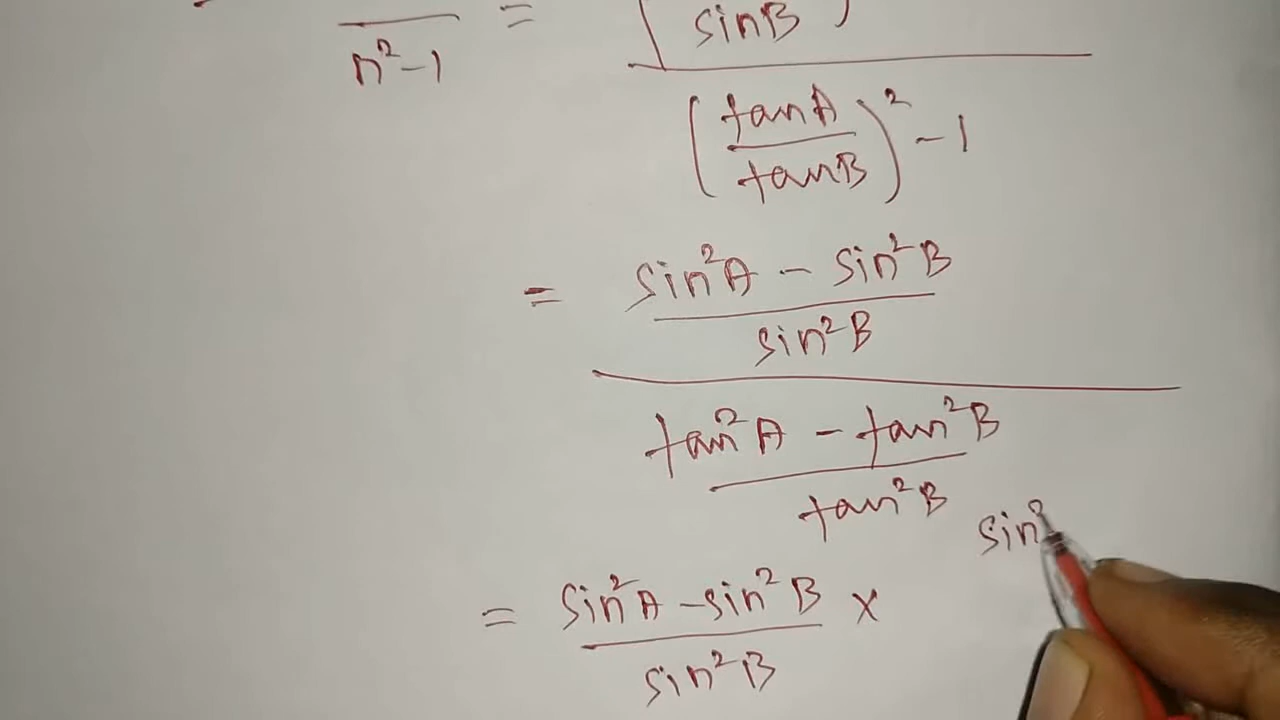 n²-1 = sinB)
(tanA/tanB)² - 1
= sin²A - sin²B
sin²B
tan²A - tan²B
tan²B
sin²
= sin²A - sin²B ×
sin²B